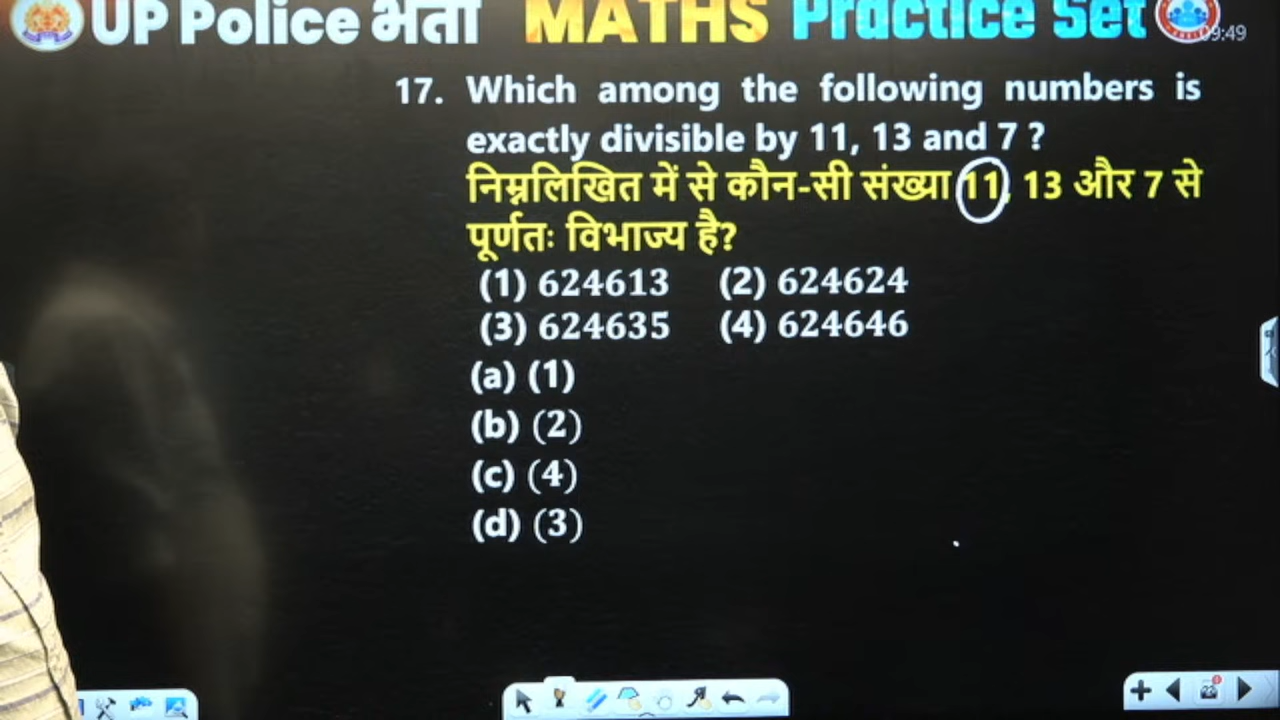 UP Police भर्ती MATHS Practice Set
09:49
17. Which among the following numbers is
exactly divisible by 11, 13 and 7 ?
निम्नलिखित में से कौन-सी संख्या 11, 13 और 7 से
पूर्णतः विभाज्य है?
(1) 624613 (2) 624624
(3) 624635 (4) 624646
(a) (1)
(b) (2)
(c) (4)
(d) (3)